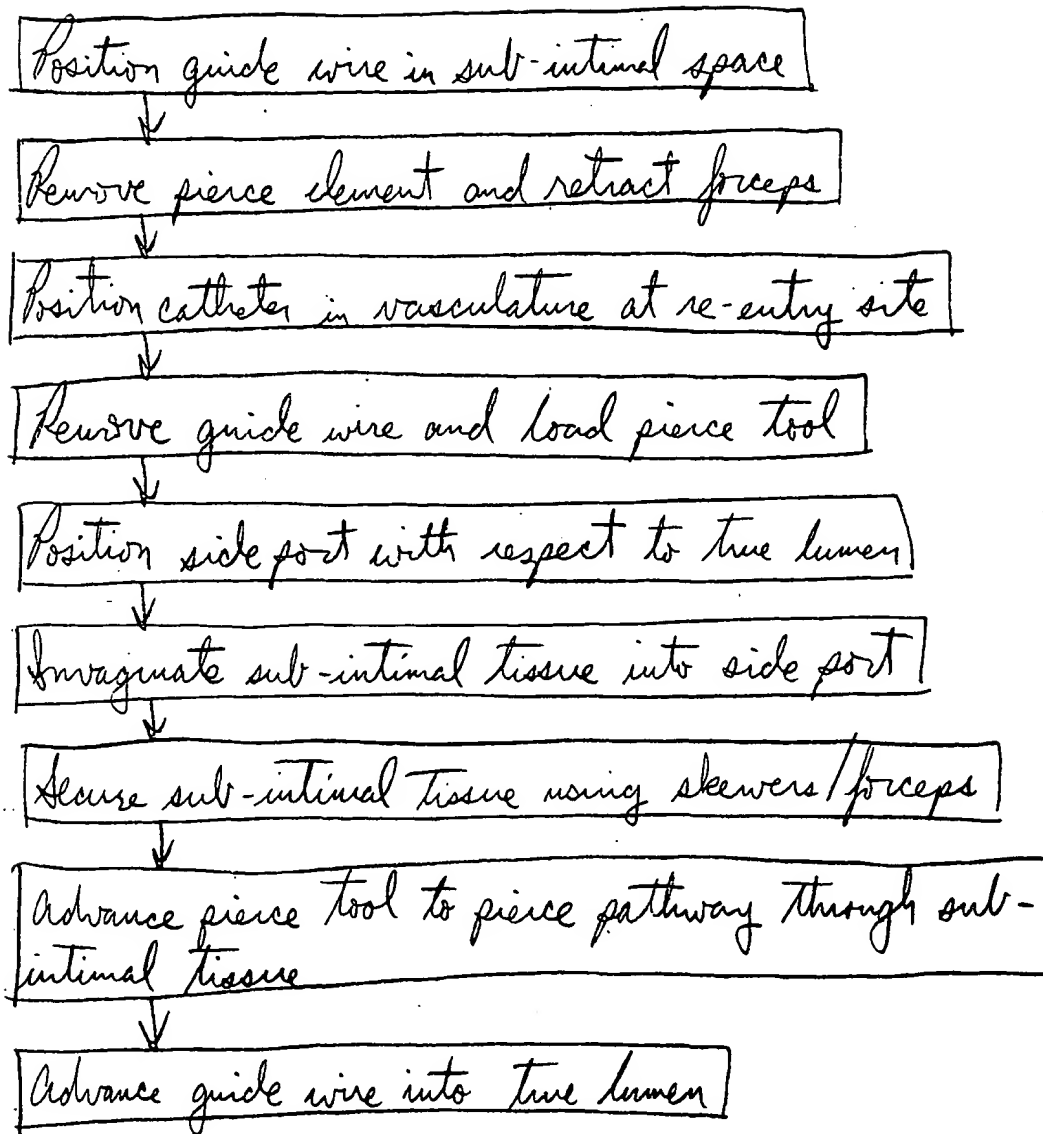 Position guide wire in sub-intimal space
Remove pierce element and retract forceps
Position catheter in vasculature at re-entry site
Remove guide wire and load pierce tool
Position side port with respect to true lumen
Invaginate sub-intimal tissue into side port
Secure sub-intimal tissue using skewers/forceps
Advance pierce tool to pierce pathway through sub-
intimal tissue
Advance guide wire into true lumen